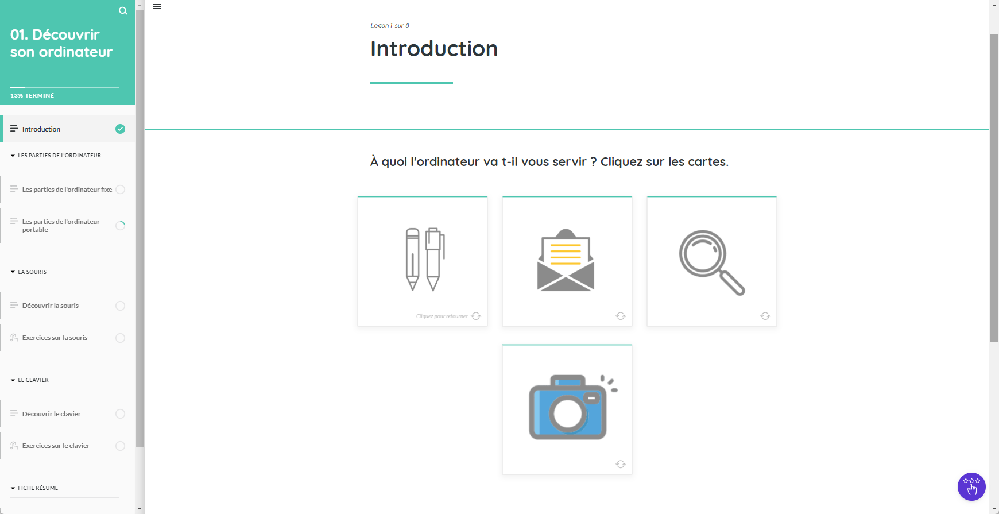 01. Découvrir
son ordinateur
13% TERMINÉ
Introduction
LES PARTIES DE L'ORDINATEUR
Les parties de l'ordinateur fixe
Les parties de l'ordinateur
portable
LA SOURIS
Découvrir la souris
Exercices sur la souris
LE CLAVIER
Découvrir le clavier
Exercices sur le clavier
FICHE RÉSUME
Leçon 1 sur 8
Introduction
À quoi l'ordinateur va t-il vous servir ? Cliquez sur les cartes.
Cliquez pour retourner